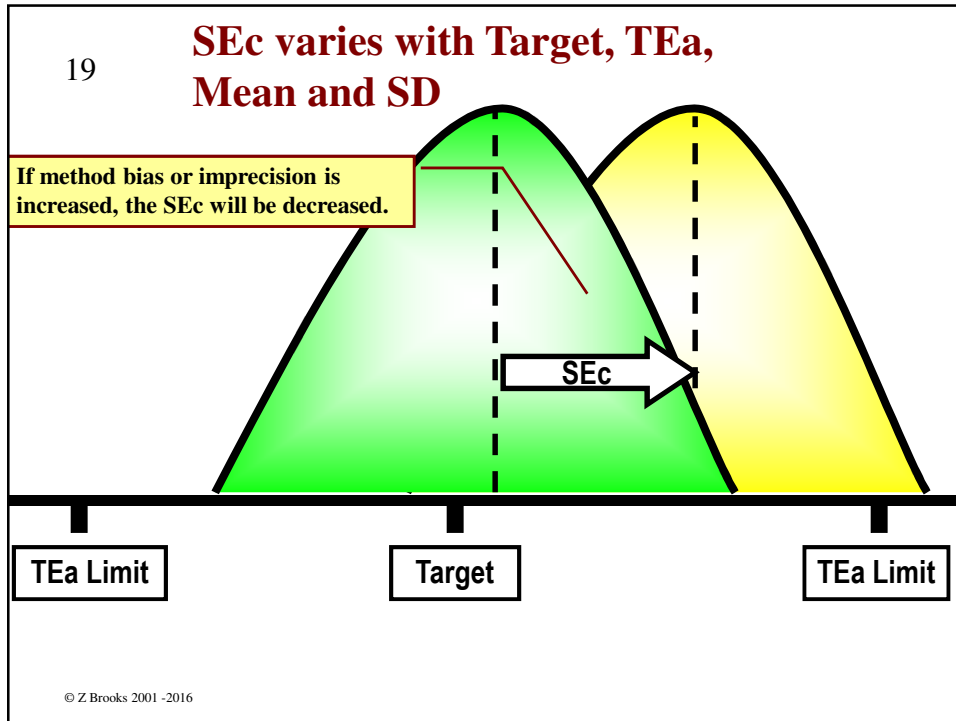 19
SEc varies with Target, TEa,
Mean and SD
If method bias or imprecision is
increased, the SEc will be decreased.
SEc
TEa Limit
Target
TEa Limit
© Z Brooks 2001 -2016